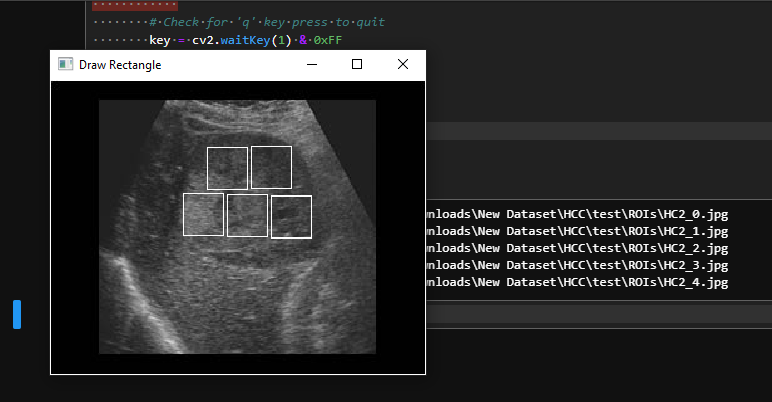 # Check for 'q' key press to quit
key = cv2.waitKey(1) & 0xFF
Draw Rectangle
nloads\New Dataset\HCC\test\ROIs\HC2_0.jpg
nloads\New Dataset\HCC\test\ROIs\HC2_1.jpg
nloads\New Dataset\HCC\test\ROIs\HC2_2.jpg
nloads\New Dataset\HCC\test\ROIs\HC2_3.jpg
nloads\New Dataset\HCC\test\ROIs\HC2_4.jpg